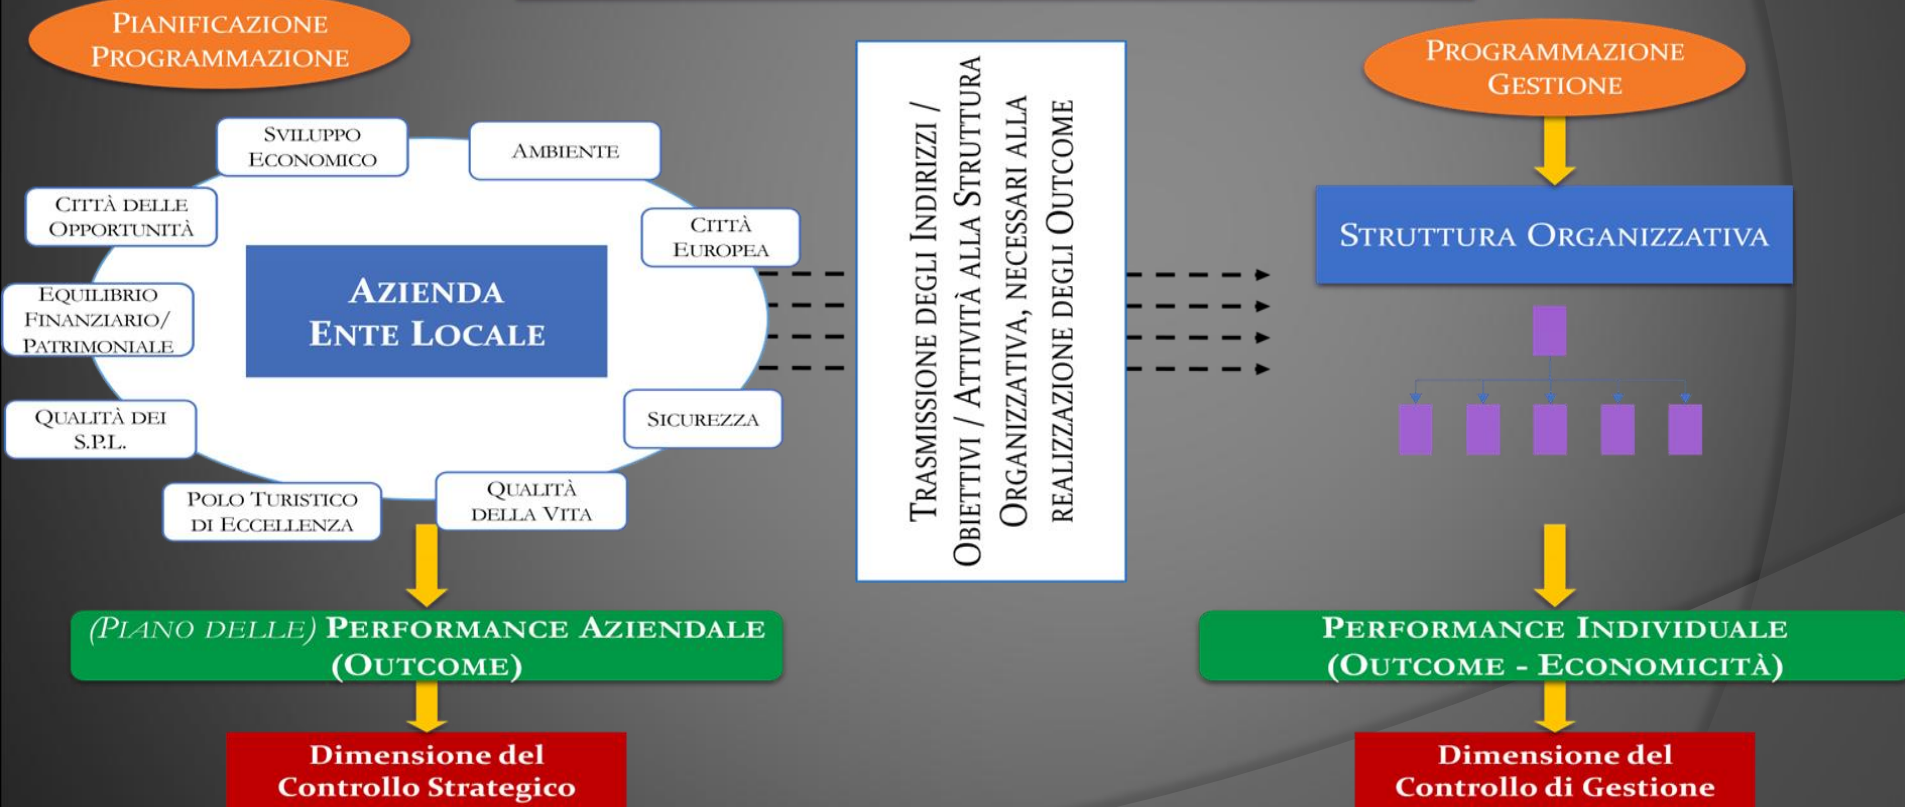 PIANIFICAZIONE
PROGRAMMAZIONE
SVILUPPO
ECONOMICO
AMBIENTE
CITTÀ DELLE
OPPORTUNITÀ
CITTÀ
EUROPEA
EQUILIBRIO
FINANZIARIO/
PATRIMONIALE
AZIENDA
ENTE LOCALE
QUALITÀ DEI
S.P.L.
SICUREZZA
POLO TURISTICO
DI ECCELLENZA
QUALITÀ
DELLA VITA
(PIANO DELLE) PERFORMANCE AZIENDALE
(OUTCOME)
Dimensione del
Controllo Strategico
TRASMISSIONE DEGLI INDIRIZZI /
OBIETTIVI / ATTIVITÀ ALLA STRUTTURA
ORGANIZZATIVA, NECESSARI ALLA
REALIZZAZIONE DEGLI OUTCOME
PROGRAMMAZIONE
GESTIONE
STRUTTURA ORGANIZZATIVA
PERFORMANCE INDIVIDUALE
(OUTCOME - ECONOMICITÀ)
Dimensione del
Controllo di Gestione